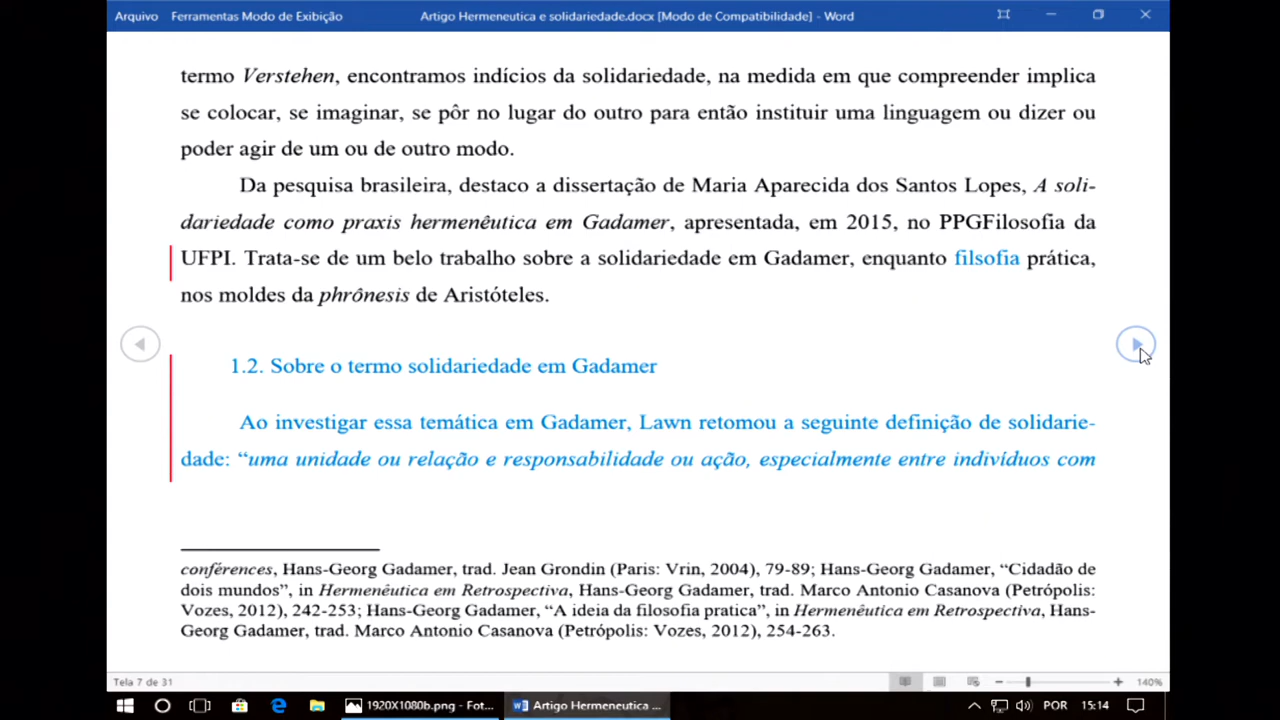 Arquivo Ferramentas Modo de Exibição Artigo Hermeneutica e solidariedade.docx [Modo de Compatibilidade] - Word
termo Verstehen, encontramos indícios da solidariedade, na medida em que compreender implica
se colocar, se imaginar, se pôr no lugar do outro para então instituir uma linguagem ou dizer ou
poder agir de um ou de outro modo.
Da pesquisa brasileira, destaco a dissertação de Maria Aparecida dos Santos Lopes, A soli-
dariedade como praxis hermenêutica em Gadamer, apresentada, em 2015, no PPGFilosofia da
UFPI. Trata-se de um belo trabalho sobre a solidariedade em Gadamer, enquanto filsofia prática,
nos moldes da phrônesis de Aristóteles.
1.2. Sobre o termo solidariedade em Gadamer
Ao investigar essa temática em Gadamer, Lawn retomou a seguinte definição de solidarie-
dade: “uma unidade ou relação e responsabilidade ou ação, especialmente entre indivíduos com
conférences, Hans-Georg Gadamer, trad. Jean Grondin (Paris: Vrin, 2004), 79-89; Hans-Georg Gadamer, “Cidadão de
dois mundos”, in Hermenêutica em Retrospectiva, Hans-Georg Gadamer, trad. Marco Antonio Casanova (Petrópolis:
Vozes, 2012), 242-253; Hans-Georg Gadamer, “A ideia da filosofia pratica”, in Hermenêutica em Retrospectiva, Hans-
Georg Gadamer, trad. Marco Antonio Casanova (Petrópolis: Vozes, 2012), 254-263.
Tela 7 de 31 140%
1920X1080b.png - Fot... Artigo Hermeneutica ... POR 15:14